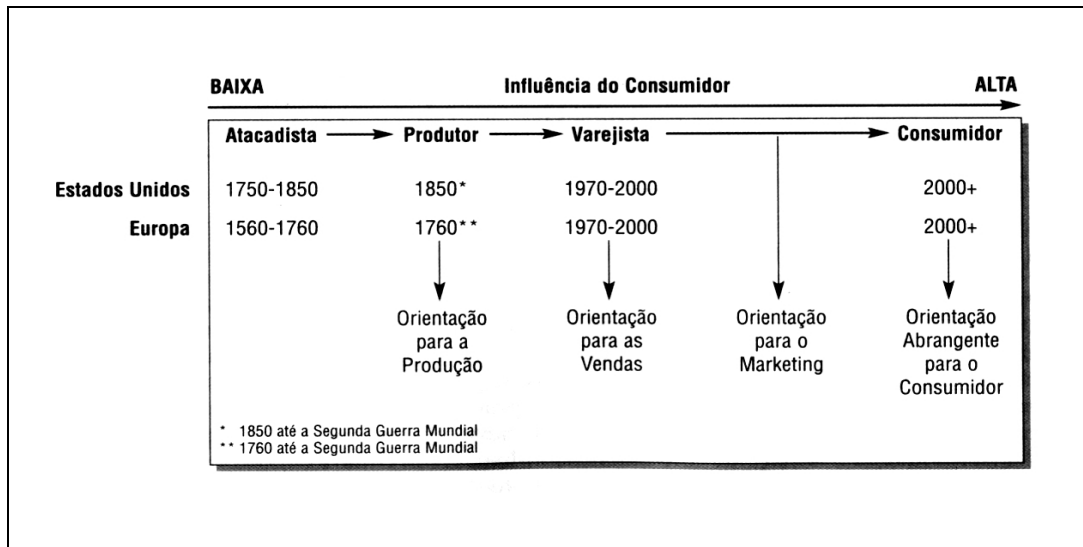 BAIXA Influência do Consumidor ALTA
Atacadista Produtor Varejista Consumidor
Estados Unidos 1750-1850 1850* 1970-2000 2000+
Europa 1560-1760 1760** 1970-2000 2000+
Orientação Orientação Orientação Orientação
para a para as para o Abrangente
Produção Vendas Marketing para o
Consumidor
* 1850 até a Segunda Guerra Mundial
** 1760 até a Segunda Guerra Mundial